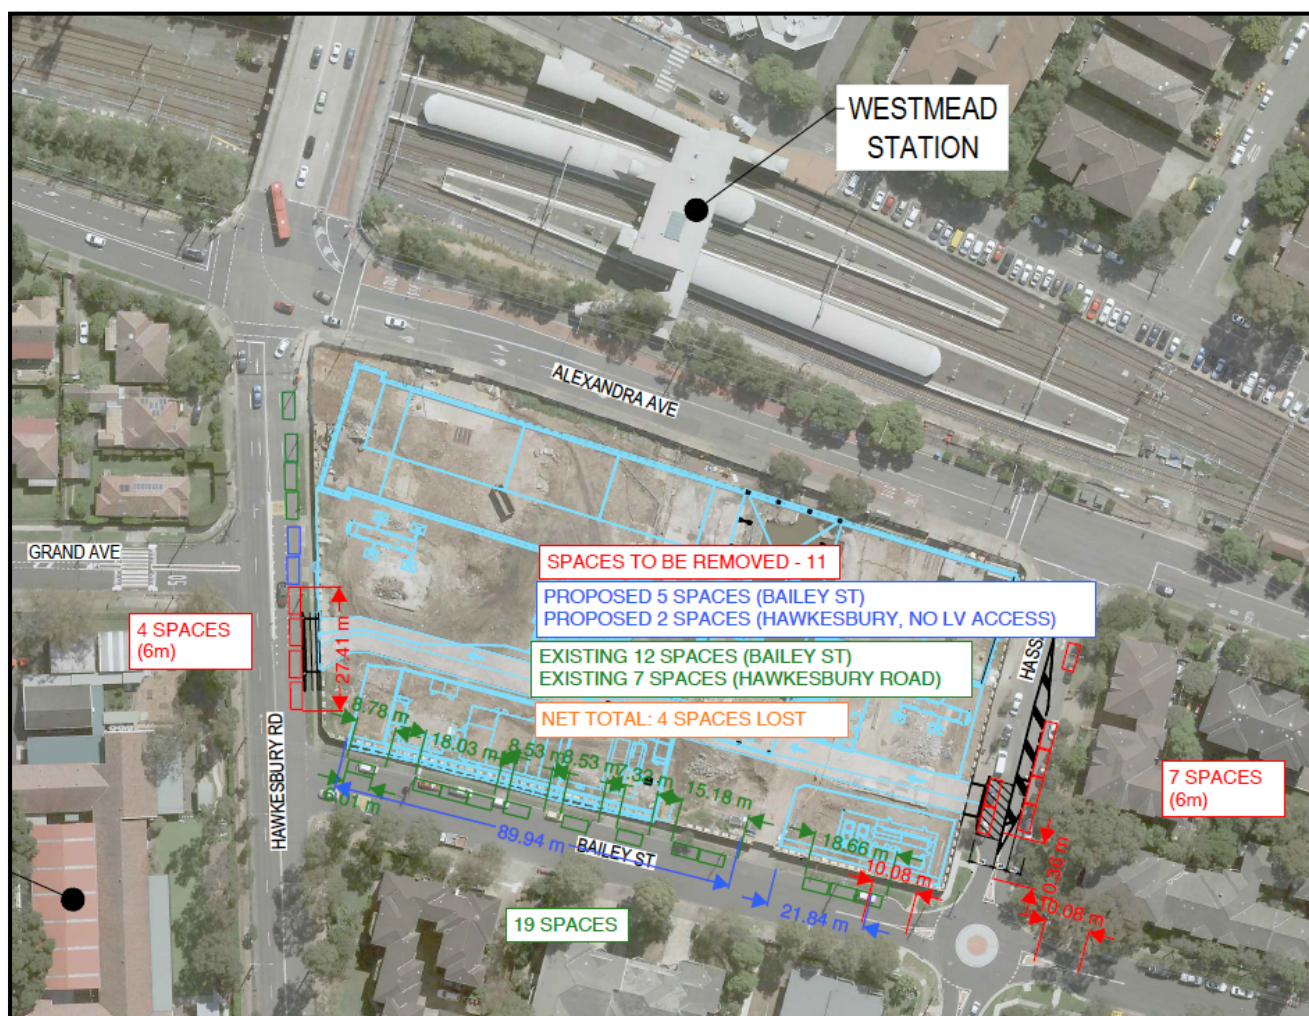 WESTMEAD
STATION
ALEXANDRA AVE
GRAND AVE
50
SPACES TO BE REMOVED - 11
PROPOSED 5 SPACES (BAILEY ST)
PROPOSED 2 SPACES (HAWKESBURY, NO LV ACCESS)
4 SPACES
(6m)
27.41 m
EXISTING 12 SPACES (BAILEY ST)
EXISTING 7 SPACES (HAWKESBURY ROAD)
HASS
NET TOTAL: 4 SPACES LOST
HAWKESBURY RD
8.78 m
18.03 m
8.53 m
8.53 m
7.33 m
15.18 m
7 SPACES
(6m)
6.01 m
89.94 m
BAILEY ST
18.66 m
10.08 m
21.84 m
10.36 m
10.08 m
19 SPACES